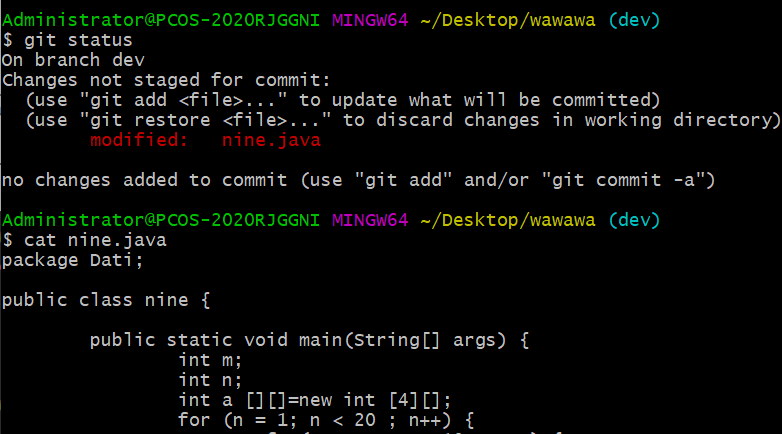 Administrator@PCOS-2020RJGGNI MINGW64 ~/Desktop/wawawa (dev)
$ git status
On branch dev
Changes not staged for commit:
  (use "git add <file>..." to update what will be committed)
  (use "git restore <file>..." to discard changes in working directory)
        modified:   nine.java

no changes added to commit (use "git add" and/or "git commit -a")

Administrator@PCOS-2020RJGGNI MINGW64 ~/Desktop/wawawa (dev)
$ cat nine.java
package Dati;

public class nine {

        public static void main(String[] args) {
                int m;
                int n;
                int a [][]=new int [4][];
                for (n = 1; n < 20 ; n++) {